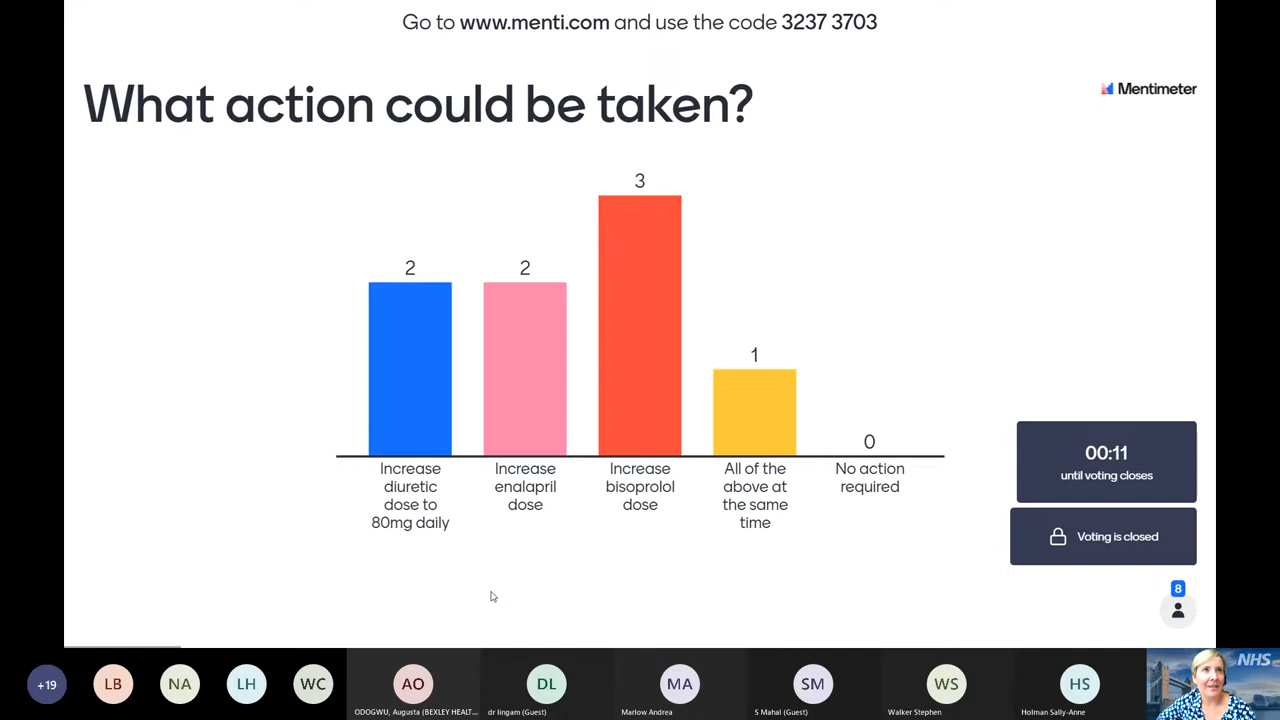 Go to www.menti.com and use the code 3237 3703
What action could be taken?
Mentimeter
3
2
2
1
0
Increase
diuretic
dose to
80mg daily
Increase
enalapril
dose
Increase
bisoprolol
dose
All of the
above at
the same
time
No action
required
00:11
until voting closes
Voting is closed
8
+19
LB
NA
LH
WC
AO
ODOGWU, Augusta (BEXLEY HEALT...
DL
dr lingam (Guest)
MA
Marlow Andrea
SM
S Mahal (Guest)
WS
Walker Stephen
HS
Holman Sally-Anne
NHS